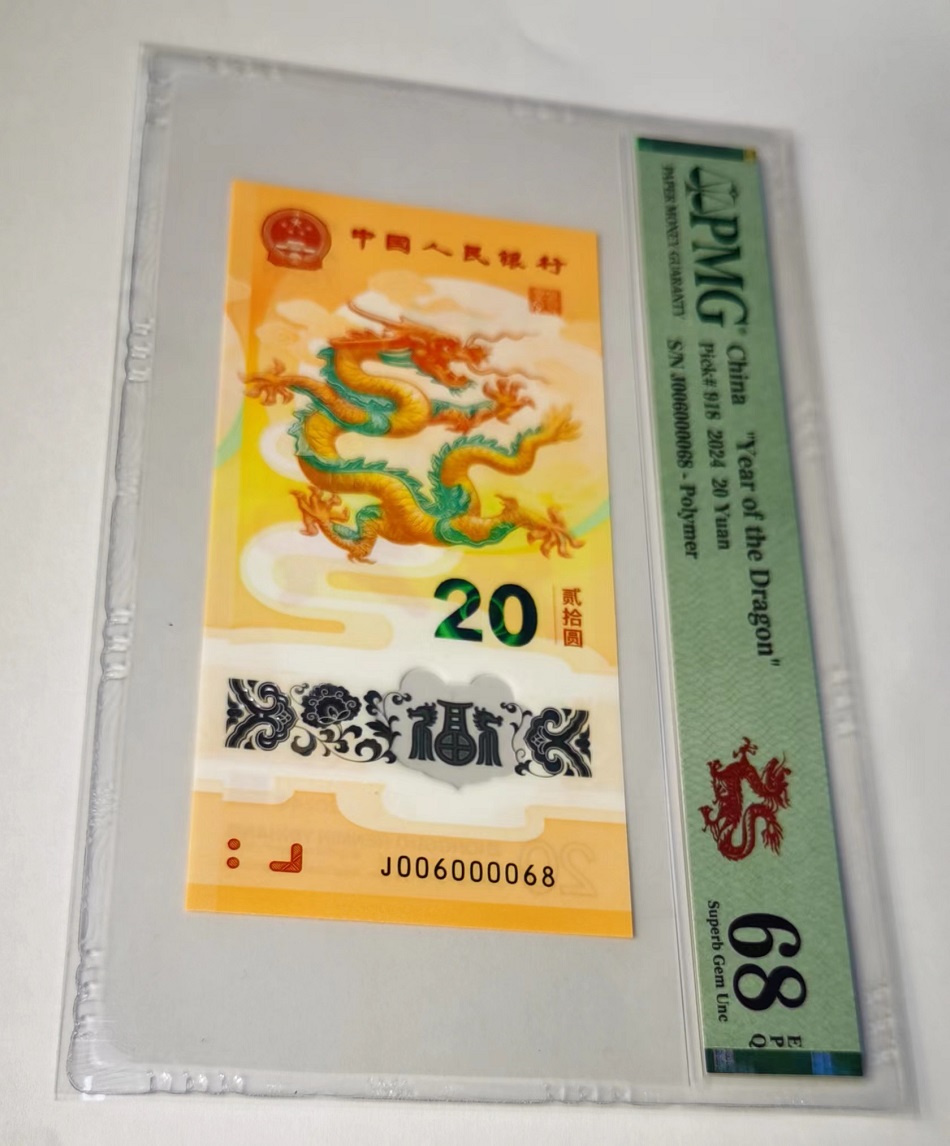 中國人民银行
20
贰拾圆
J006000068
PMG®
PAPER MONEY GUARANTY
China "Year of the Dragon"
Pick# 918 2024 20 Yuan
S/N J006000068 - Polymer
68 EPQ
Superb Gem Unc